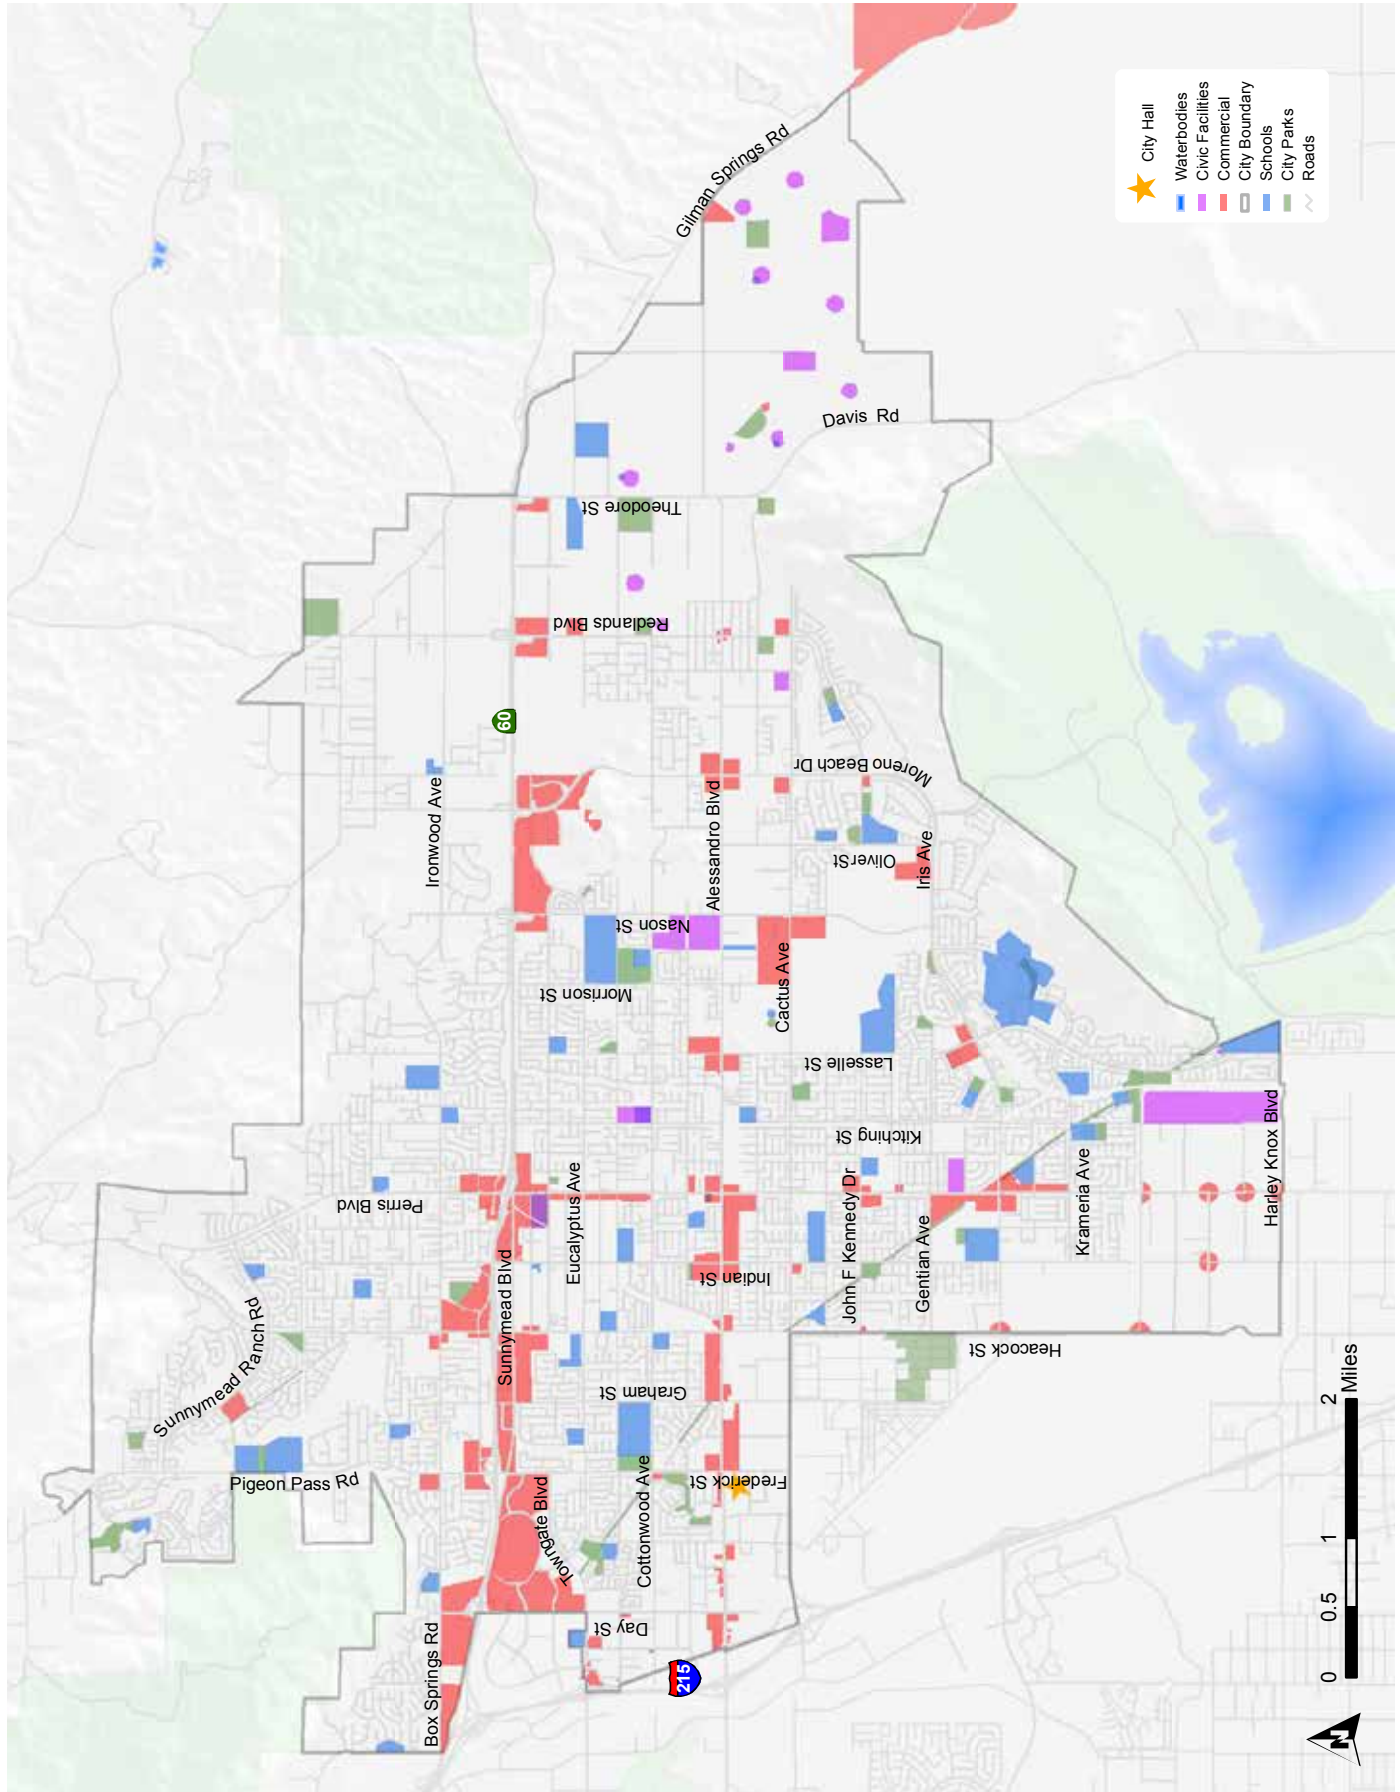 Gilman Springs Rd
City Hall
Waterbodies
Civic Facilities
Commercial
City Boundary
Schools
City Parks
Roads
Davis Rd
Theodore St
Redlands Blvd
60
Ironwood Ave
Moreno Beach Dr
Alessandro Blvd
Oliver St
Iris Ave
Nason St
Morrison St
Cactus Ave
Lasselle St
Kitching St
Harley Knox Blvd
Krameria Ave
John F Kennedy Dr
Gentian Ave
Perris Blvd
Eucalyptus Ave
Indian St
Sunnymead Blvd
Sunnymead Ranch Rd
Heacock St
Graham St
Pigeon Pass Rd
Frederick St
Towngate Blvd
Cottonwood Ave
Day St
Box Springs Rd
215
0 0.5 1 2
Miles
N